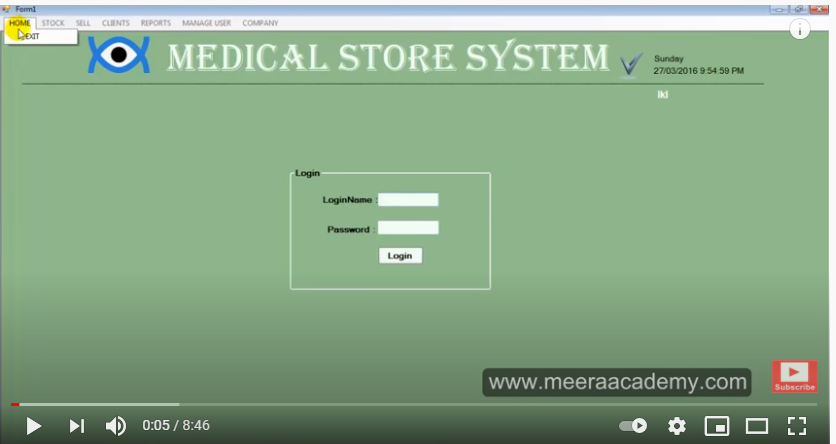 Form1
HOME STOCK SELL CLIENTS REPORTS MANAGE USER COMPANY
EXIT
MEDICAL STORE SYSTEM
Sunday
27/03/2016 9:54:59 PM
lkl
Login
LoginName :
Password :
Login
www.meeraacademy.com
Subscribe
0:05 / 8:46